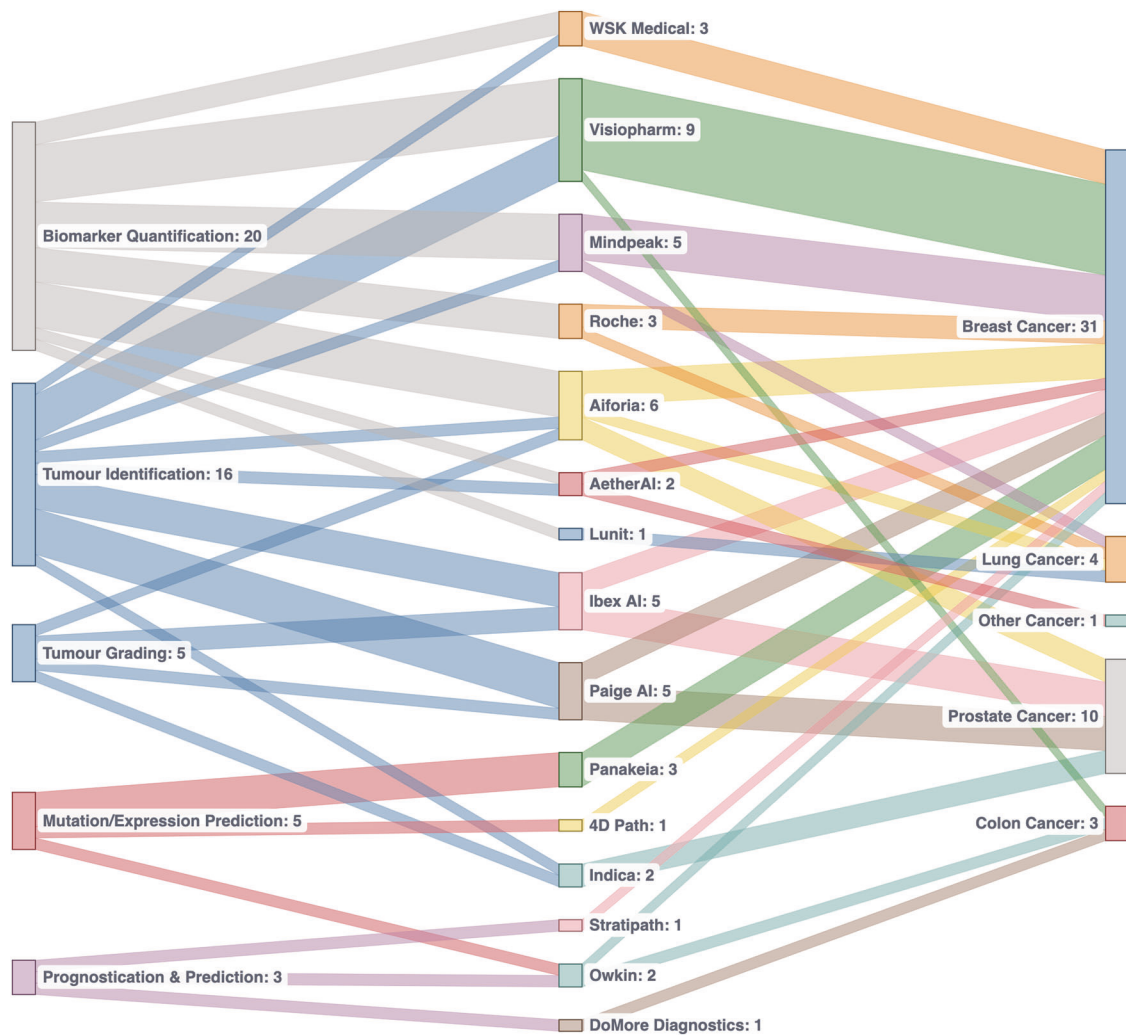 Biomarker Quantification: 20
Tumour Identification: 16
Tumour Grading: 5
Mutation/Expression Prediction: 5
Prognostication & Prediction: 3
WSK Medical: 3
Visiopharm: 9
Mindpeak: 5
Roche: 3
Aiforia: 6
AetherAI: 2
Lunit: 1
Ibex AI: 5
Paige AI: 5
Panakeia: 3
4D Path: 1
Indica: 2
Stratipath: 1
Owkin: 2
DoMore Diagnostics: 1
Breast Cancer: 31
Lung Cancer: 4
Other Cancer: 1
Prostate Cancer: 10
Colon Cancer: 3